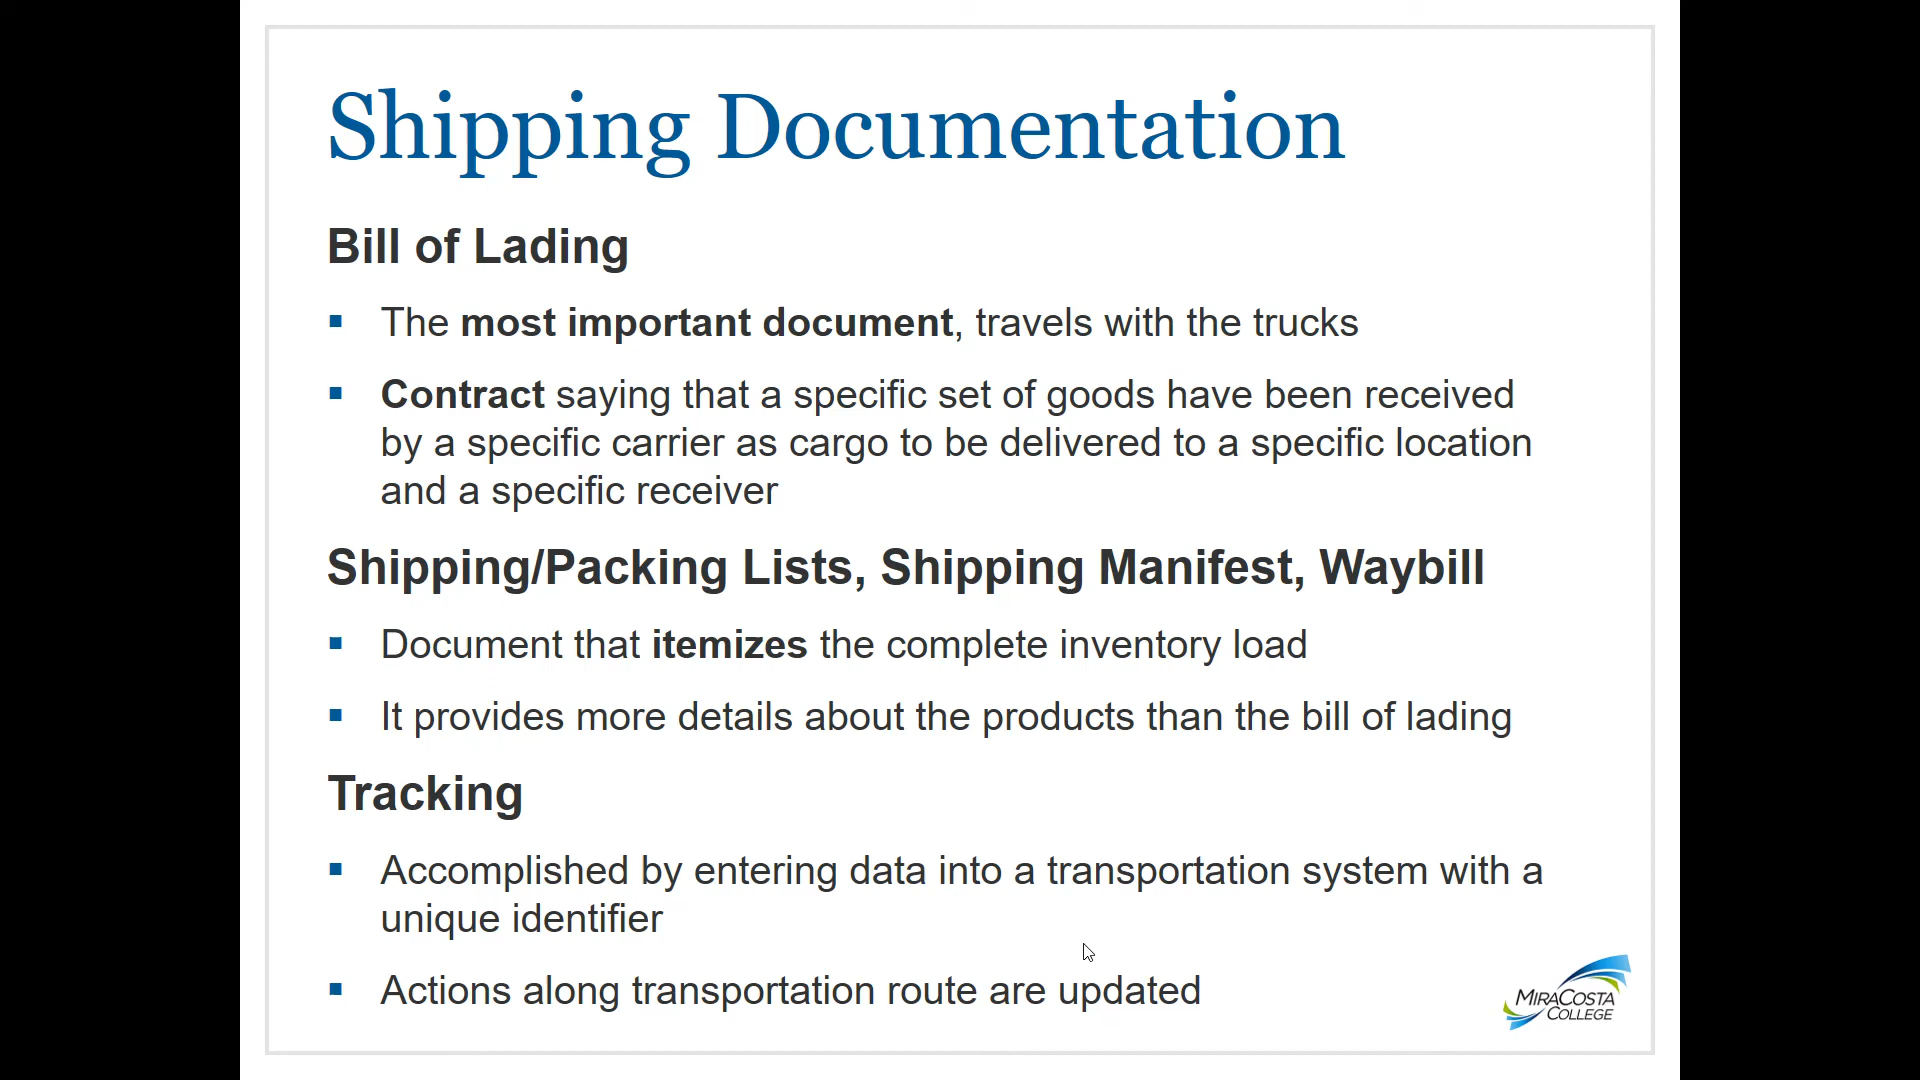 Shipping Documentation
Bill of Lading
▪ The most important document, travels with the trucks
▪ Contract saying that a specific set of goods have been received
by a specific carrier as cargo to be delivered to a specific location
and a specific receiver
Shipping/Packing Lists, Shipping Manifest, Waybill
▪ Document that itemizes the complete inventory load
▪ It provides more details about the products than the bill of lading
Tracking
▪ Accomplished by entering data into a transportation system with a
unique identifier
▪ Actions along transportation route are updated
MIRACOSTA
COLLEGE